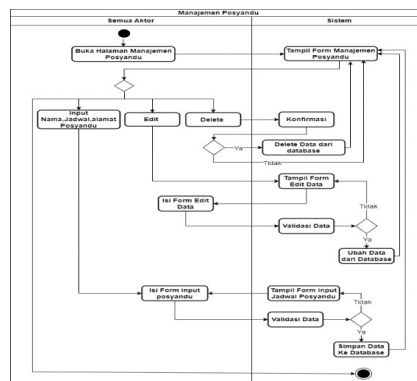 Manajemen Posyandu
Semua Aktor
Sistem
Buka Halaman Manajemen
Posyandu
Tampil Form Manajemen
Posyandu
Input
Nama,Jadwal,alamat
Posyandu
Edit
Delete
Konfirmasi
Ya
Delete Data dari
database
Tidak
Tampil Form
Edit Data
Isi Form Edit
Data
Tidak
Validasi Data
Ya
Ubah Data
dari Database
Isi Form input
posyandu
Tampil Form input
Jadwal Posyandu
Tidak
Validasi Data
Ya
Simpan Data
Ke Database